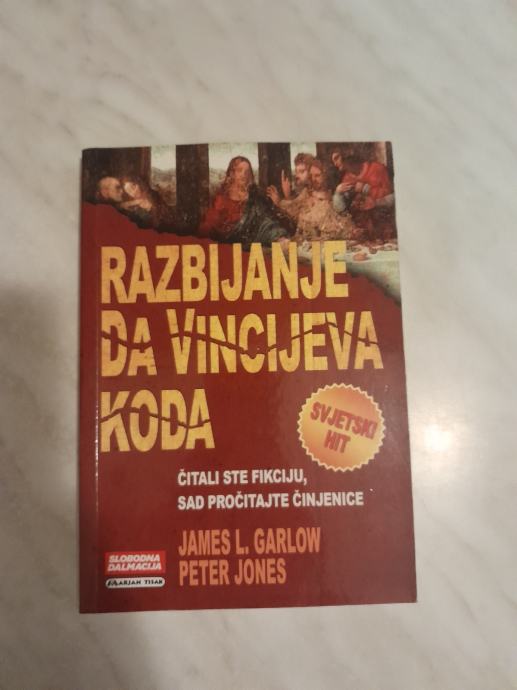 RAZBIJANJE
DA VINCIJEVA
KODA
SVJETSKI
HIT
ČITALI STE FIKCIJU,
SAD PROČITAJTE ČINJENICE
JAMES L. GARLOW
PETER JONES
SLOBODNA
DALMACIJA
MARJAN TISAK